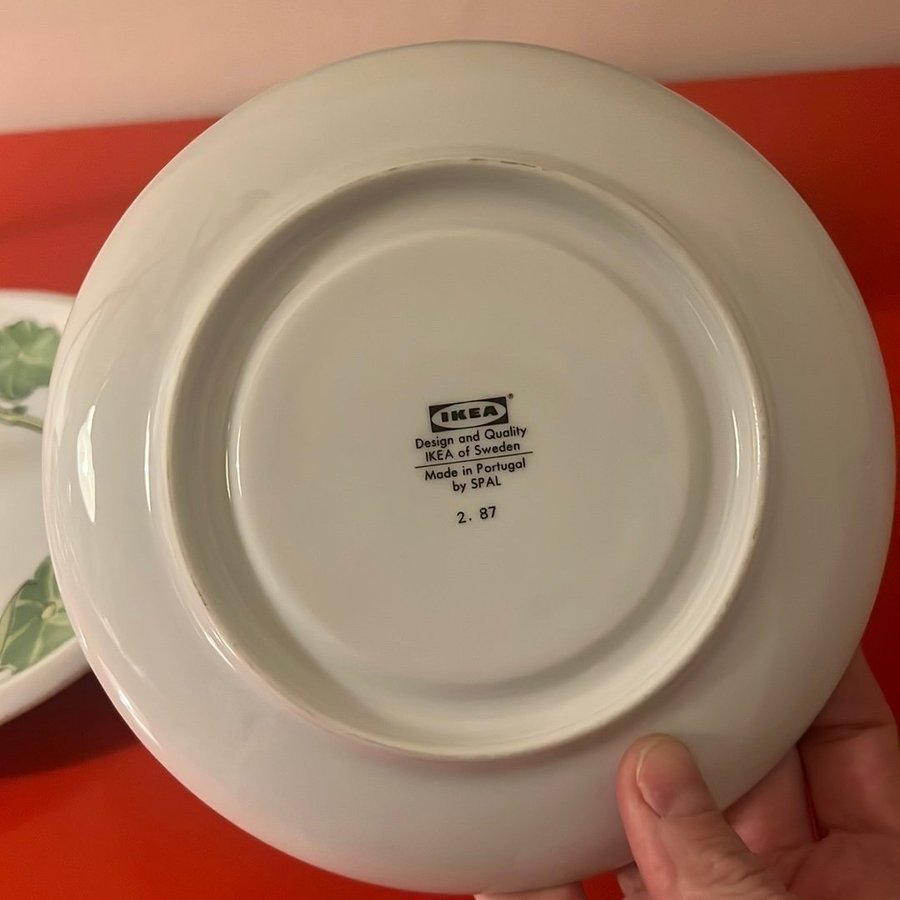 IKEA®
Design and Quality
IKEA of Sweden
Made in Portugal
by SPAL
2. 87